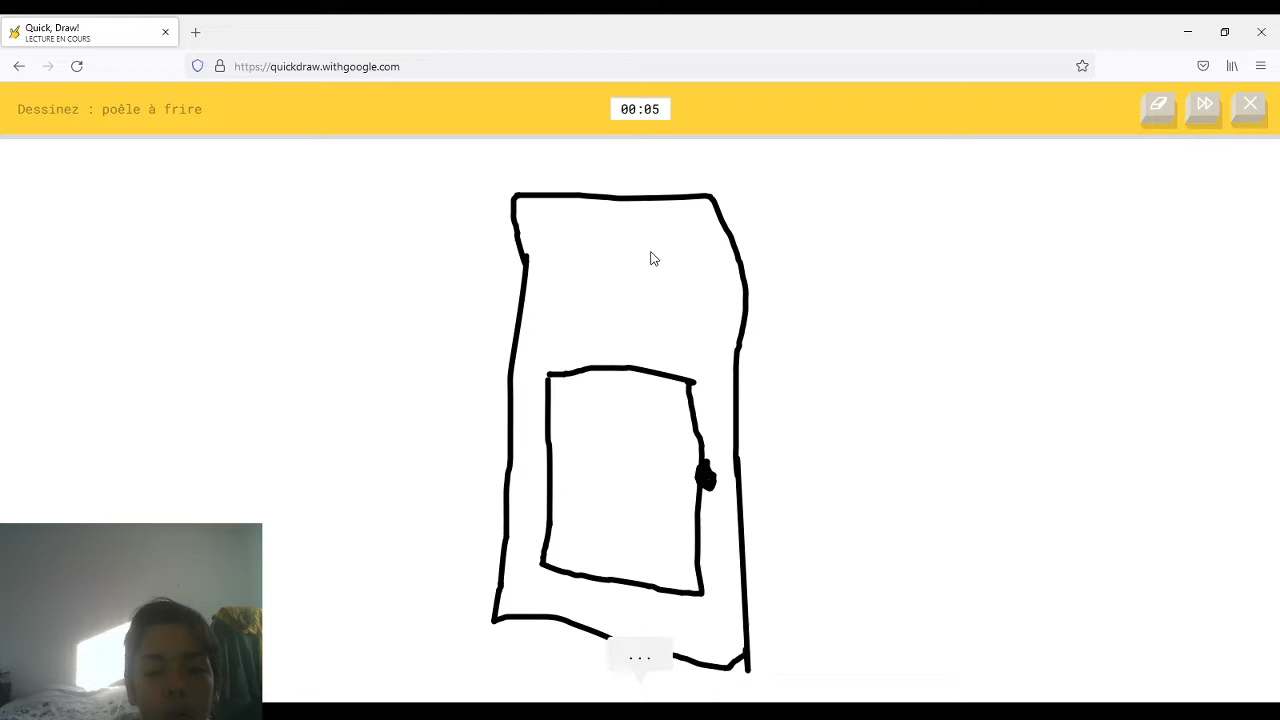 Quick, Draw!
LECTURE EN COURS
https://quickdraw.withgoogle.com
Dessinez : poêle à frire
00:05
...